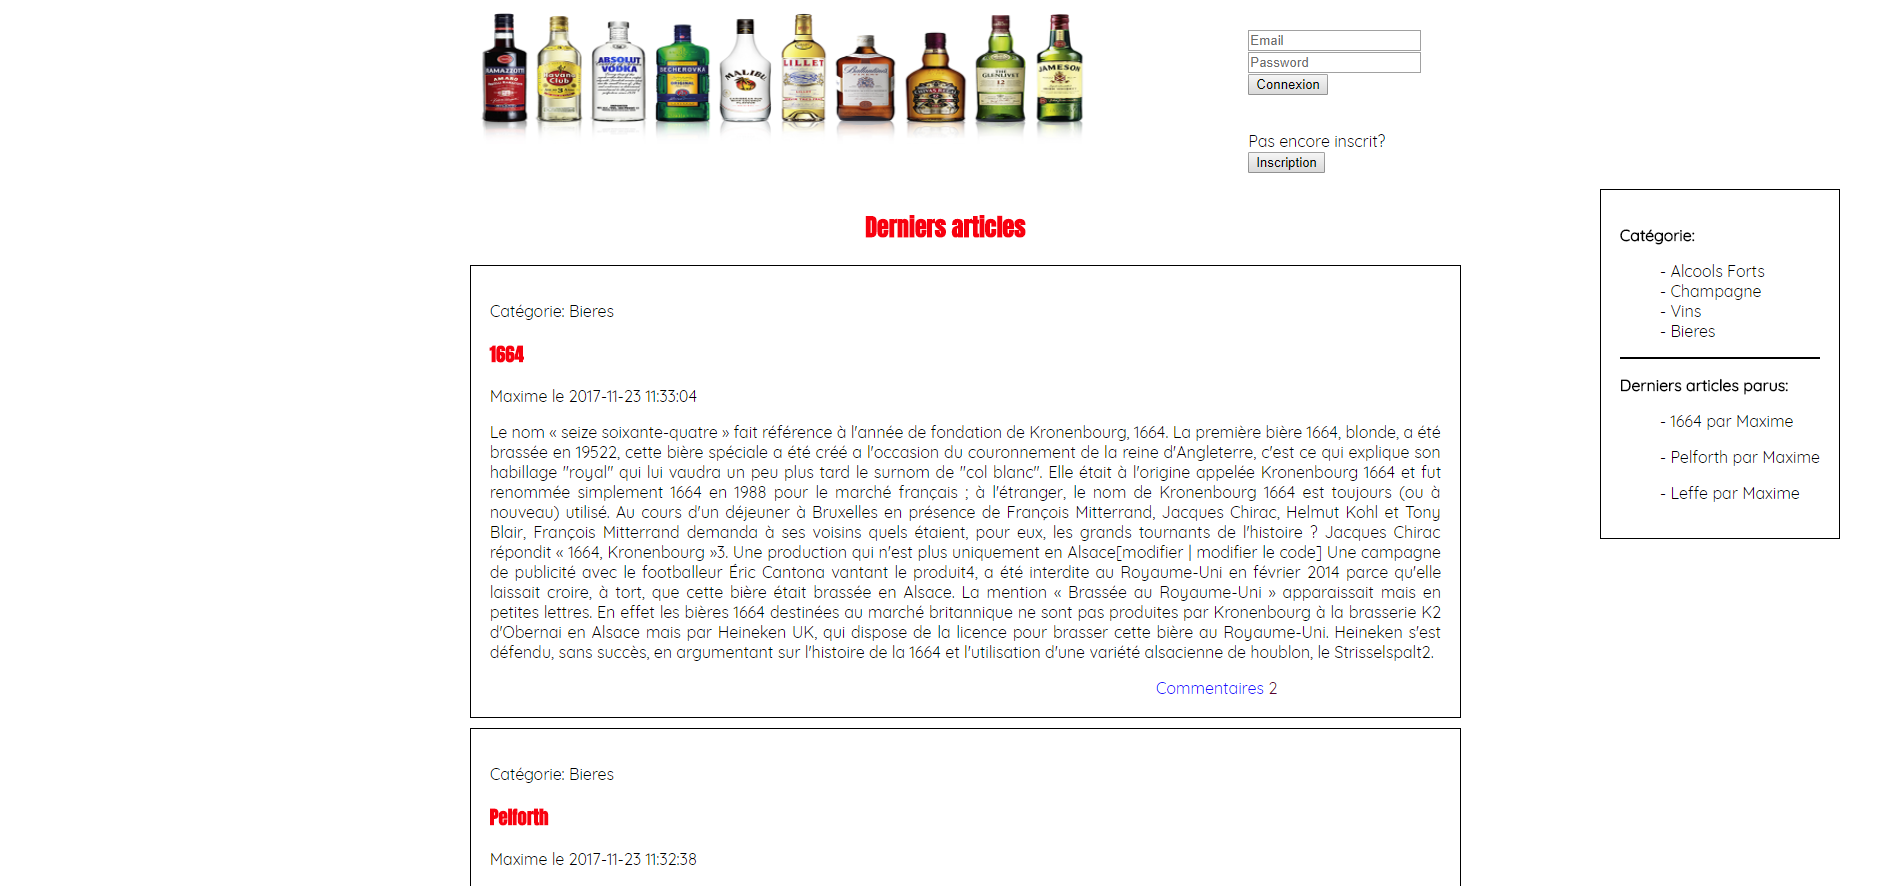 RAMAZZOTTI
AMARO
Havana
Club
3
ABSOLUT
VODKA
BECHEROVKA
ORIGINAL
MALIBU
LILLET
Ballantine's
CHIVAS REGAL
12
THE
GLENLIVET
12
JAMESON
Email
Password
Connexion
Pas encore inscrit?
Inscription
Derniers articles
Catégorie: Bieres
1664
Maxime le 2017-11-23 11:33:04
Le nom « seize soixante-quatre » fait référence à l'année de fondation de Kronenbourg, 1664. La première bière 1664, blonde, a été
brassée en 19522, cette bière spéciale a été créé a l'occasion du couronnement de la reine d'Angleterre, c'est ce qui explique son
habillage "royal" qui lui vaudra un peu plus tard le surnom de "col blanc". Elle était à l'origine appelée Kronenbourg 1664 et fut
renommée simplement 1664 en 1988 pour le marché français ; à l'étranger, le nom de Kronenbourg 1664 est toujours (ou à
nouveau) utilisé. Au cours d'un déjeuner à Bruxelles en présence de François Mitterrand, Jacques Chirac, Helmut Kohl et Tony
Blair, François Mitterrand demanda à ses voisins quels étaient, pour eux, les grands tournants de l'histoire ? Jacques Chirac
répondit « 1664, Kronenbourg »3. Une production qui n'est plus uniquement en Alsace[modifier | modifier le code] Une campagne
de publicité avec le footballeur Éric Cantona vantant le produit4, a été interdite au Royaume-Uni en février 2014 parce qu'elle
laissait croire, à tort, que cette bière était brassée en Alsace. La mention « Brassée au Royaume-Uni » apparaissait mais en
petites lettres. En effet les bières 1664 destinées au marché britannique ne sont pas produites par Kronenbourg à la brasserie K2
d'Obernai en Alsace mais par Heineken UK, qui dispose de la licence pour brasser cette bière au Royaume-Uni. Heineken s'est
défendu, sans succès, en argumentant sur l'histoire de la 1664 et l'utilisation d'une variété alsacienne de houblon, le Strisselspalt2.
Commentaires 2
Catégorie: Bieres
Pelforth
Maxime le 2017-11-23 11:32:38
Catégorie:
- Alcools Forts
- Champagne
- Vins
- Bieres
Derniers articles parus:
- 1664 par Maxime
- Pelforth par Maxime
- Leffe par Maxime